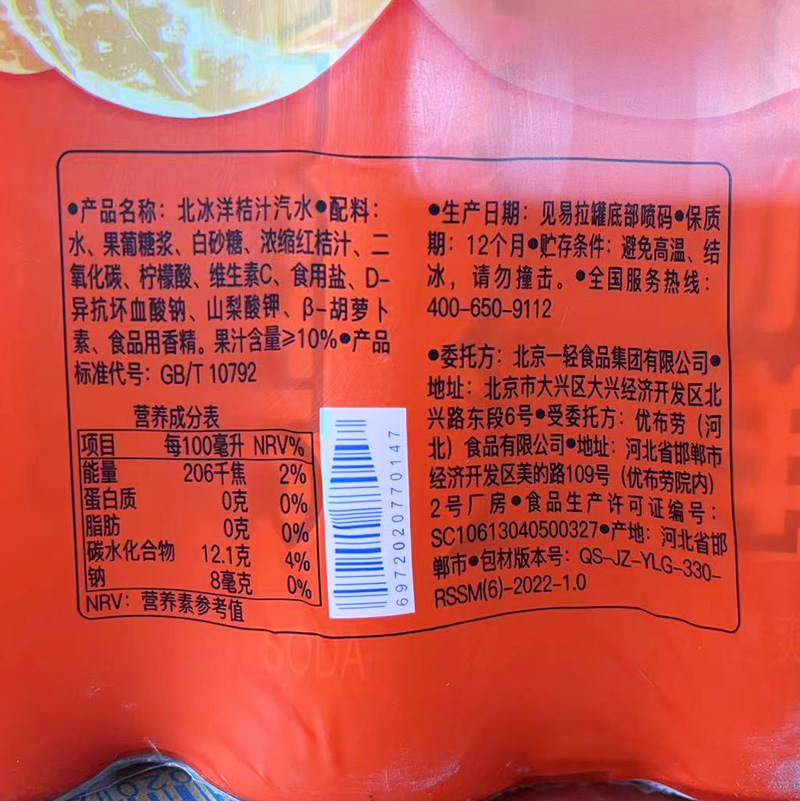 ●产品名称：北冰洋桔汁汽水●配料：
水、果葡糖浆、白砂糖、浓缩红桔汁、二
氧化碳、柠檬酸、维生素C、食用盐、D-
异抗坏血酸钠、山梨酸钾、β-胡萝卜
素、食品用香精。果汁含量≥10%●产品
标准代号：GB/T 10792
营养成分表
项目 每100毫升 NRV%
能量 206千焦 2%
蛋白质 0克 0%
脂肪 0克 0%
碳水化合物 12.1克 4%
钠 8毫克 0%
NRV：营养素参考值
6972020770147
●生产日期：见易拉罐底部喷码●保质
期：12个月●贮存条件：避免高温、结
冰，请勿撞击。●全国服务热线：
400-650-9112
●委托方：北京一轻食品集团有限公司●
地址：北京市大兴区大兴经济开发区北
兴路东段6号●受委托方：优布劳（河
北）食品有限公司●地址：河北省邯郸市
经济开发区美的路109号（优布劳院内）
2号厂房●食品生产许可证编号：
SC10613040500327●产地：河北省邯
郸市●包材版本号：QS-JZ-YLG-330-
RSSM(6)-2022-1.0
SODA